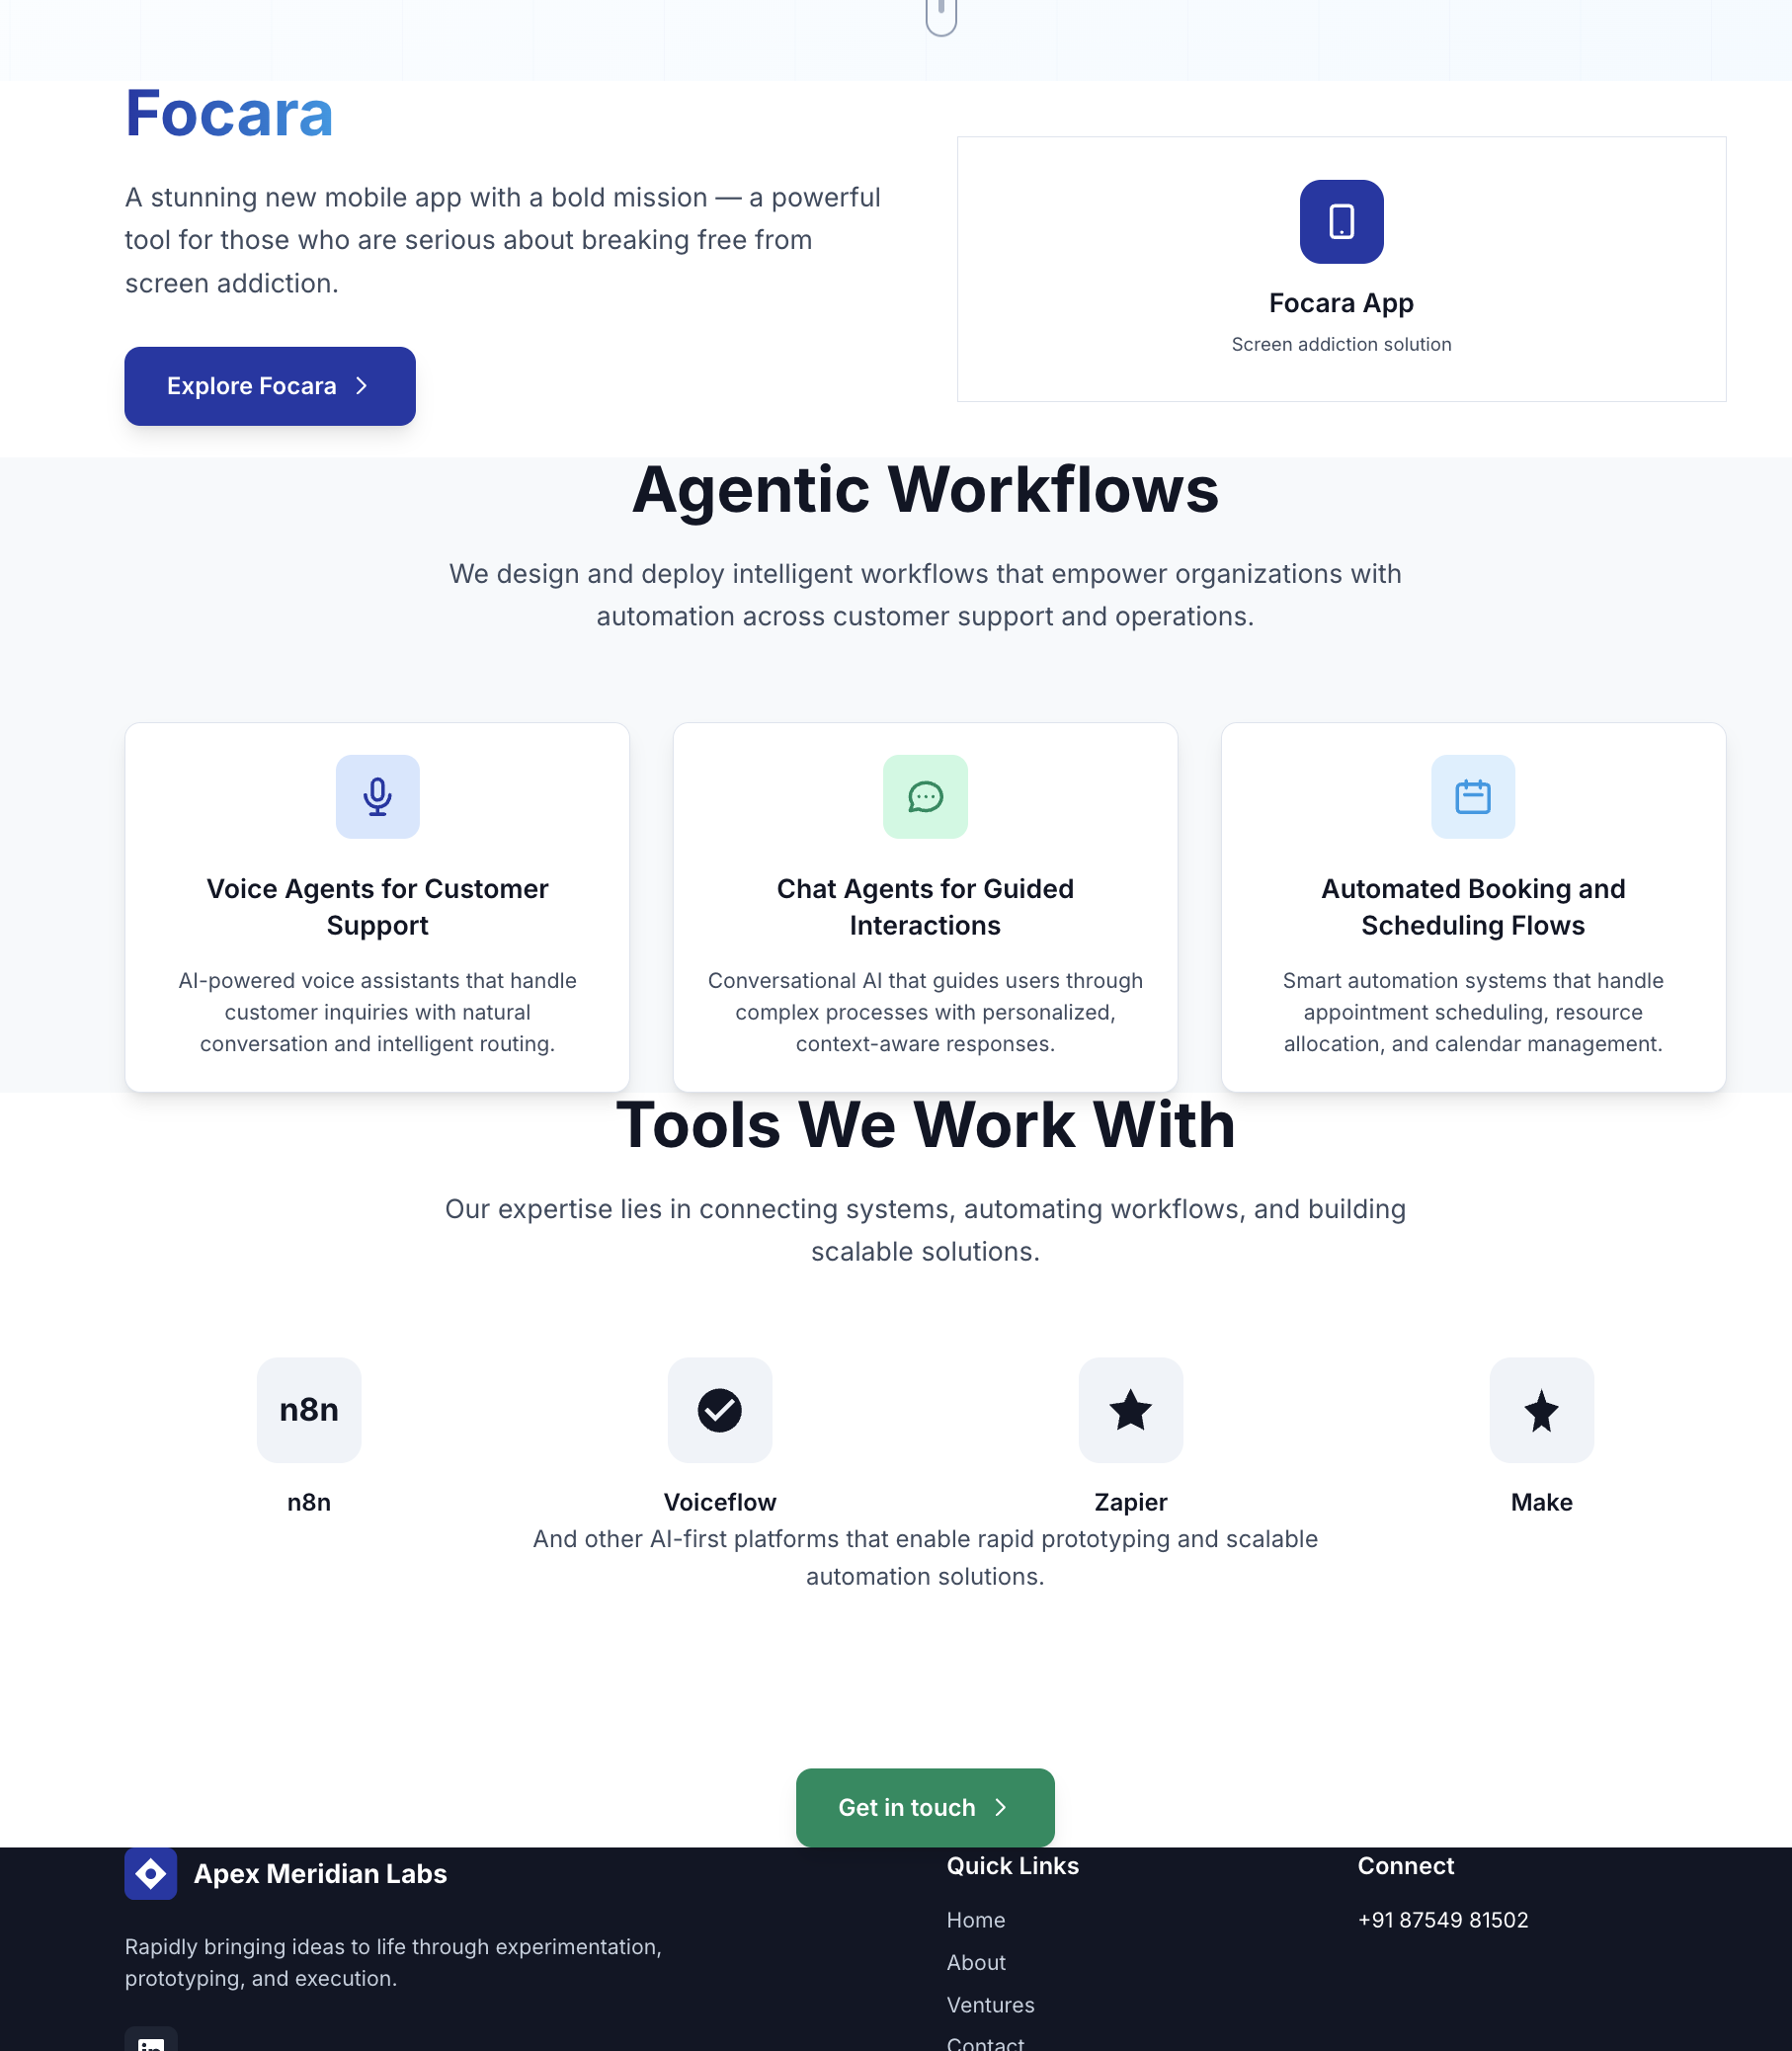 Focara
A stunning new mobile app with a bold mission — a powerful
tool for those who are serious about breaking free from
screen addiction.
Explore Focara
Focara App
Screen addiction solution
Agentic Workflows
We design and deploy intelligent workflows that empower organizations with
automation across customer support and operations.
Voice Agents for Customer
Support
AI-powered voice assistants that handle
customer inquiries with natural
conversation and intelligent routing.
Chat Agents for Guided
Interactions
Conversational AI that guides users through
complex processes with personalized,
context-aware responses.
Automated Booking and
Scheduling Flows
Smart automation systems that handle
appointment scheduling, resource
allocation, and calendar management.
Tools We Work With
Our expertise lies in connecting systems, automating workflows, and building
scalable solutions.
n8n
n8n
Voiceflow
Zapier
Make
And other AI-first platforms that enable rapid prototyping and scalable
automation solutions.
Get in touch
Apex Meridian Labs
Rapidly bringing ideas to life through experimentation,
prototyping, and execution.
in
Quick Links
Home
About
Ventures
Contact
Connect
+91 87549 81502